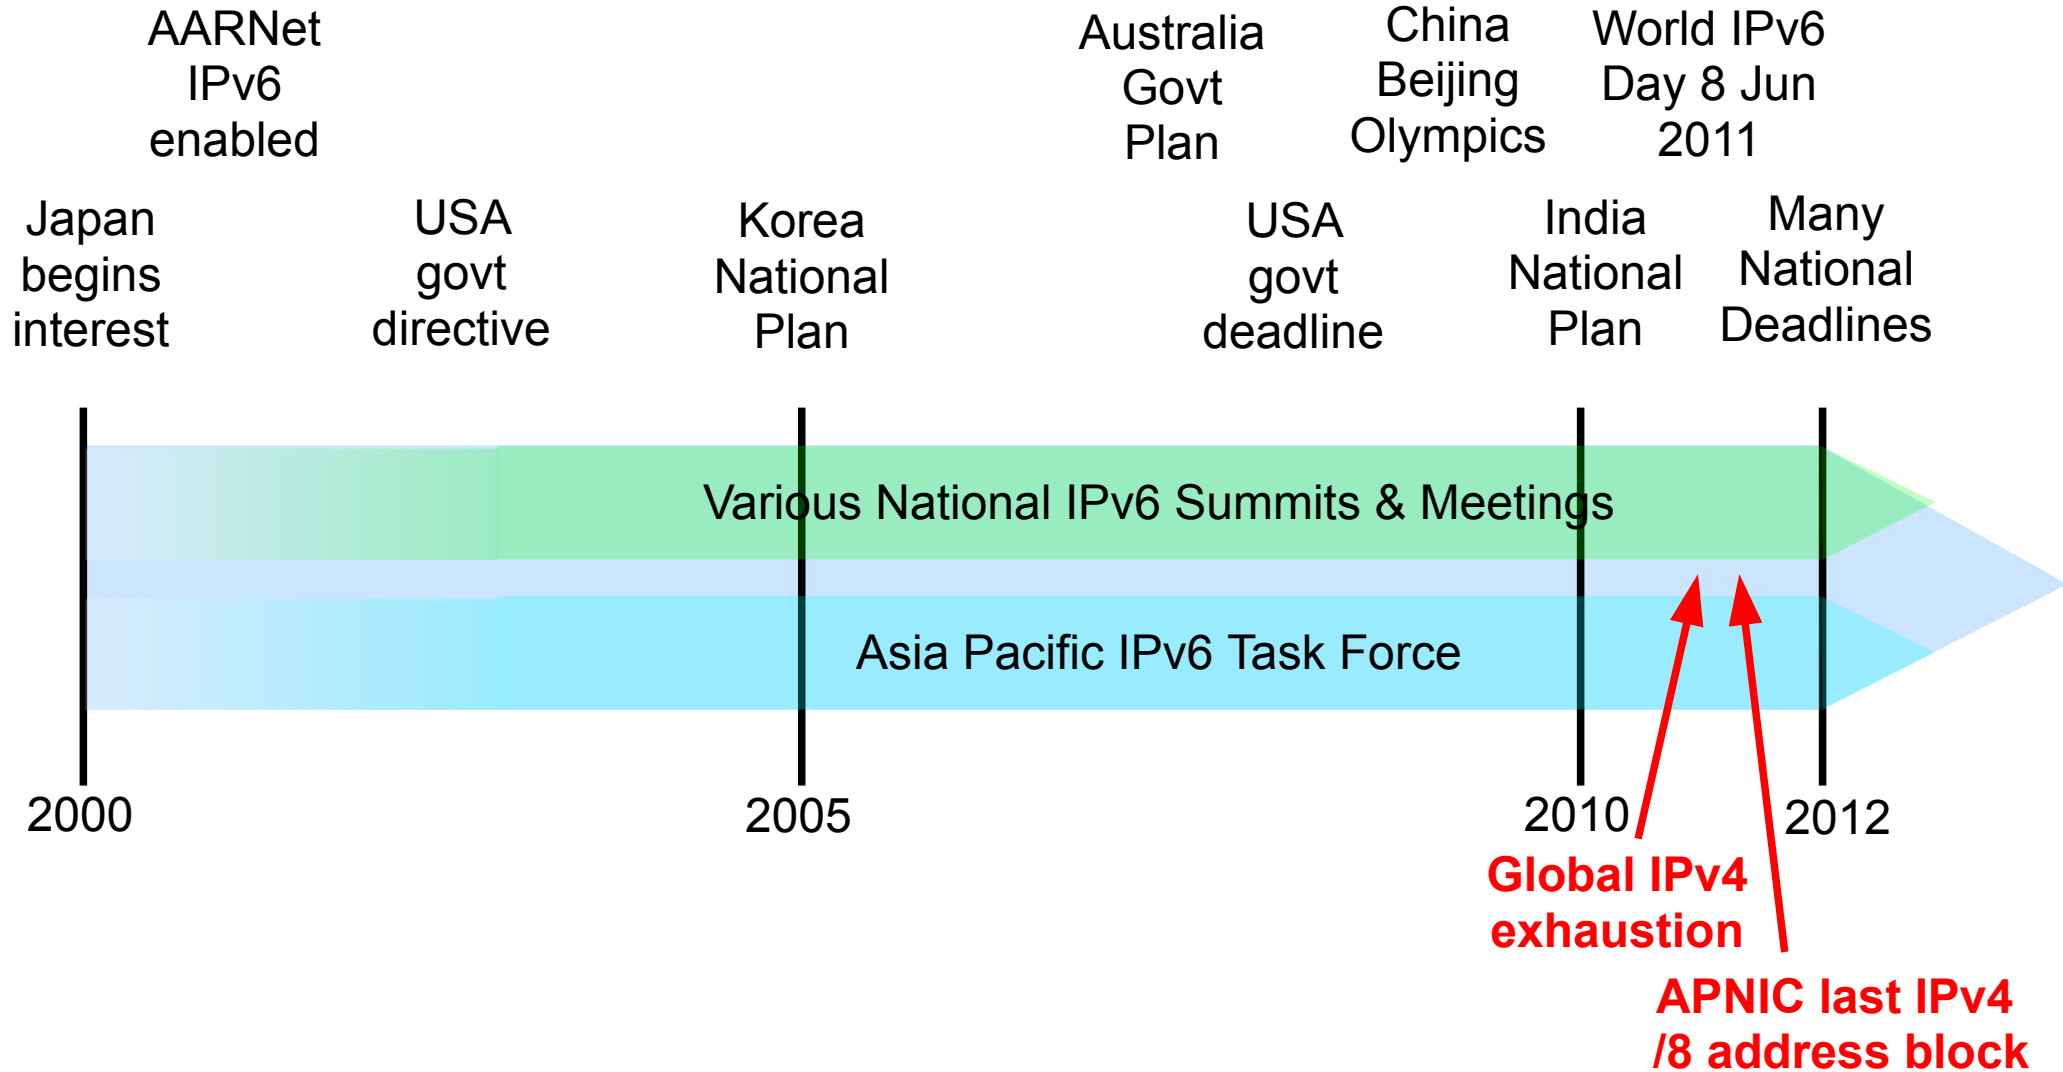 AARNet
IPv6
enabled
Australia
Govt
Plan
China
Beijing
Olympics
World IPv6
Day 8 Jun
2011
Japan
begins
interest
USA
govt
directive
Korea
National
Plan
USA
govt
deadline
India
National
Plan
Many
National
Deadlines
Various National IPv6 Summits & Meetings
Asia Pacific IPv6 Task Force
2000
2005
2010
2012
Global IPv4
exhaustion
APNIC last IPv4
/8 address block